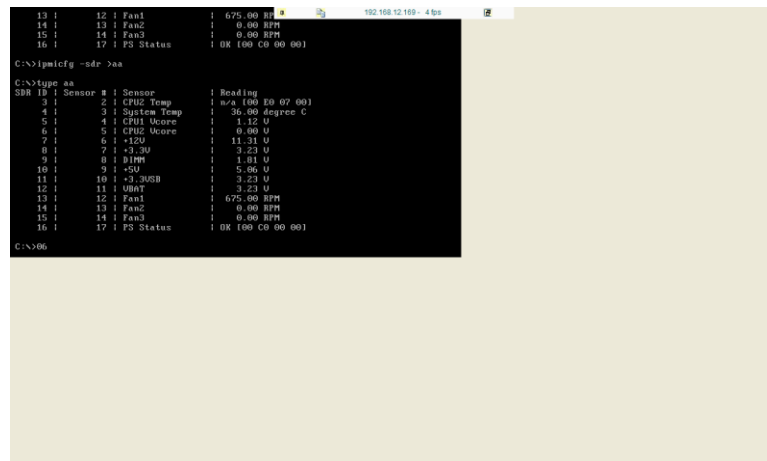 13 | 12 | Fan1 | 675.00 RP
192.168.12.169 - 4 fps
14 | 13 | Fan2 | 0.00 RPM
15 | 14 | Fan3 | 0.00 RPM
16 | 17 | PS Status | OK [00 C0 00 00]
C:\>ipmicfg -sdr >aa
C:\>type aa
SDR ID | Sensor # | Sensor | Reading
3 | 2 | CPU2 Temp | n/a [00 E0 07 00]
4 | 3 | System Temp | 36.00 degree C
5 | 4 | CPU1 Vcore | 1.12 V
6 | 5 | CPU2 Vcore | 0.00 V
7 | 6 | +12V | 11.31 V
8 | 7 | +3.3V | 3.23 V
9 | 8 | DIMM | 1.81 V
10 | 9 | +5V | 5.06 V
11 | 10 | +3.3VSB | 3.23 V
12 | 11 | VBAT | 3.23 V
13 | 12 | Fan1 | 675.00 RPM
14 | 13 | Fan2 | 0.00 RPM
15 | 14 | Fan3 | 0.00 RPM
16 | 17 | PS Status | OK [00 C0 00 00]
C:\>06